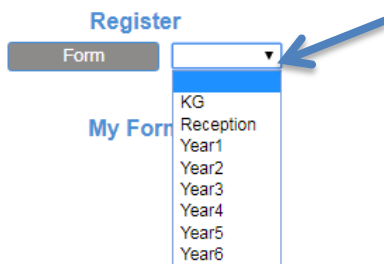 Register
Form
KG
Reception
My Form
Year1
Year2
Year3
Year4
Year5
Year6